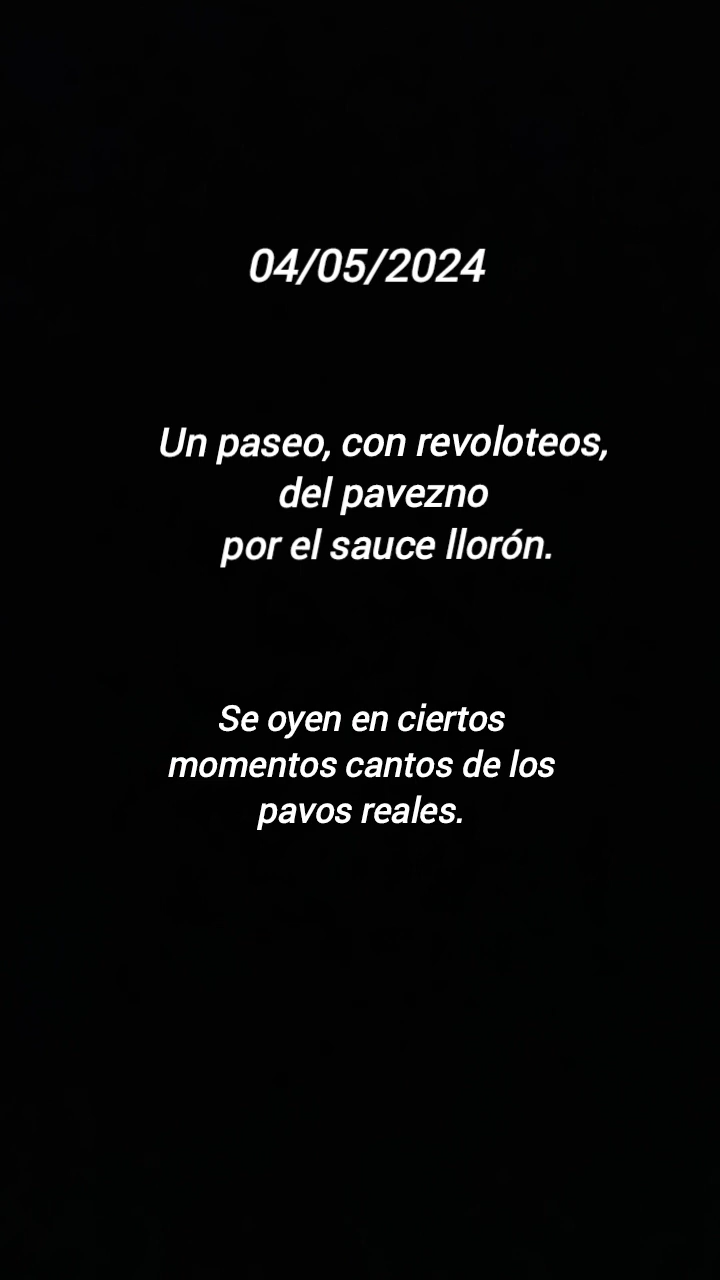 04/05/2024
Un paseo, con revoloteos,
del pavezno
por el sauce llorón.
Se oyen en ciertos
momentos cantos de los
pavos reales.